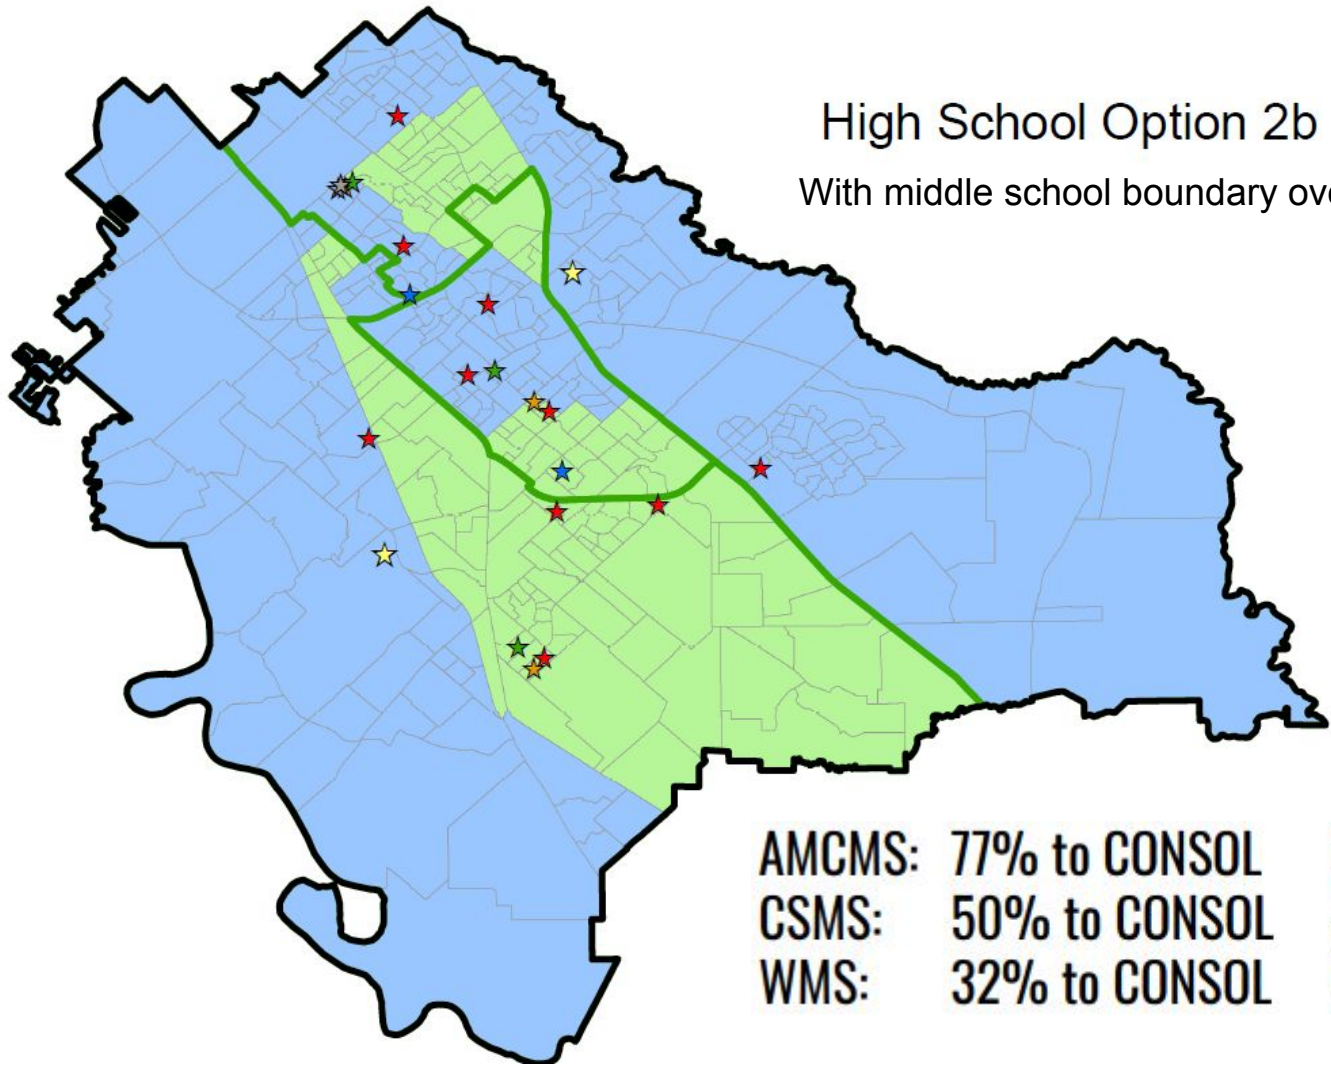 High School Option 2b
With middle school boundary ove
AMCMS: 77% to CONSOL
CSMS: 50% to CONSOL
WMS: 32% to CONSOL